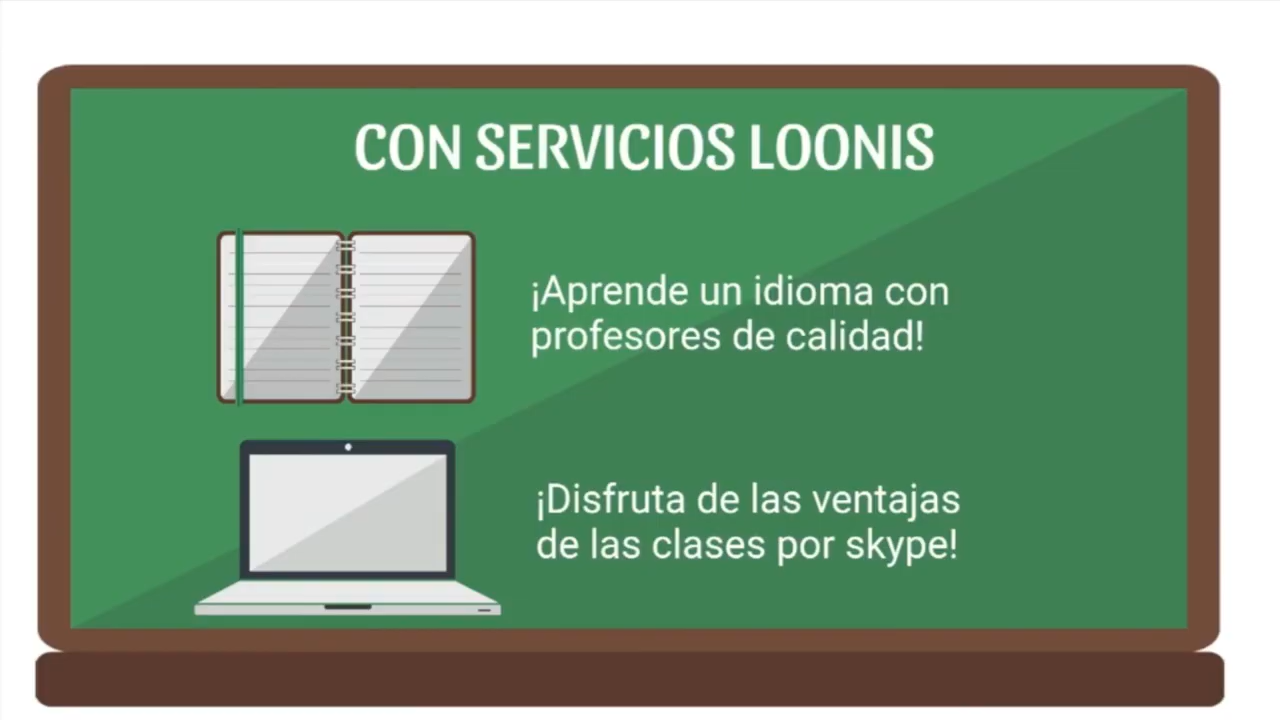 CON SERVICIOS LOONIS
¡Aprende un idioma con
profesores de calidad!
¡Disfruta de las ventajas
de las clases por skype!